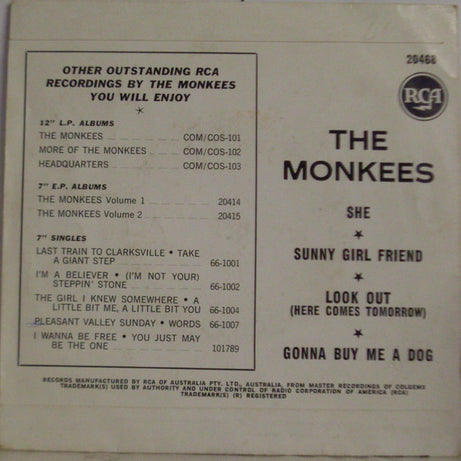 OTHER OUTSTANDING RCA
RECORDINGS BY THE MONKEES
YOU WILL ENJOY
*
12" L.P. ALBUMS
THE MONKEES COM/COS-101
MORE OF THE MONKEES COM/COS-102
HEADQUARTERS COM/COS-103
7" E.P. ALBUMS
THE MONKEES Volume 1 20414
THE MONKEES Volume 2 20415
7" SINGLES
LAST TRAIN TO CLARKSVILLE • TAKE
A GIANT STEP 66-1001
I'M A BELIEVER • (I'M NOT YOUR)
STEPPIN' STONE 66-1002
THE GIRL I KNEW SOMEWHERE • A
LITTLE BIT ME, A LITTLE BIT YOU 66-1004
PLEASANT VALLEY SUNDAY • WORDS 66-1007
I WANNA BE FREE • YOU JUST MAY
BE THE ONE 101789
20468
RCA
THE
MONKEES
SHE
★
SUNNY GIRL FRIEND
★
LOOK OUT
(HERE COMES TOMORROW)
★
GONNA BUY ME A DOG
RECORDS MANUFACTURED BY RCA OF AUSTRALIA PTY. LTD., AUSTRALIA, FROM MASTER RECORDINGS OF COLGEMS
TRADEMARK(S) USED BY AUTHORITY AND UNDER CONTROL OF RADIO CORPORATION OF AMERICA (RCA)
TRADEMARK(S) (R) REGISTERED